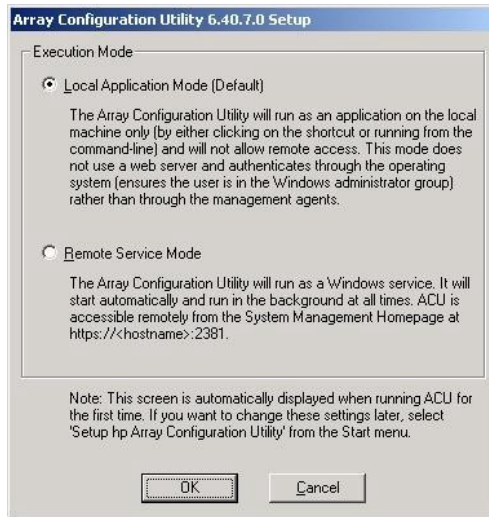 Array Configuration Utility 6.40.7.0 Setup
Execution Mode
Local Application Mode (Default)
The Array Configuration Utility will run as an application on the local
machine only (by either clicking on the shortcut or running from the
command-line) and will not allow remote access. This mode does
not use a web server and authenticates through the operating
system (ensures the user is in the Windows administrator group)
rather than through the management agents.
Remote Service Mode
The Array Configuration Utility will run as a Windows service. It will
start automatically and run in the background at all times. ACU is
accessible remotely from the System Management Homepage at
https://<hostname>:2381.
Note: This screen is automatically displayed when running ACU for
the first time. If you want to change these settings later, select
'Setup hp Array Configuration Utility' from the Start menu.
OK
Cancel